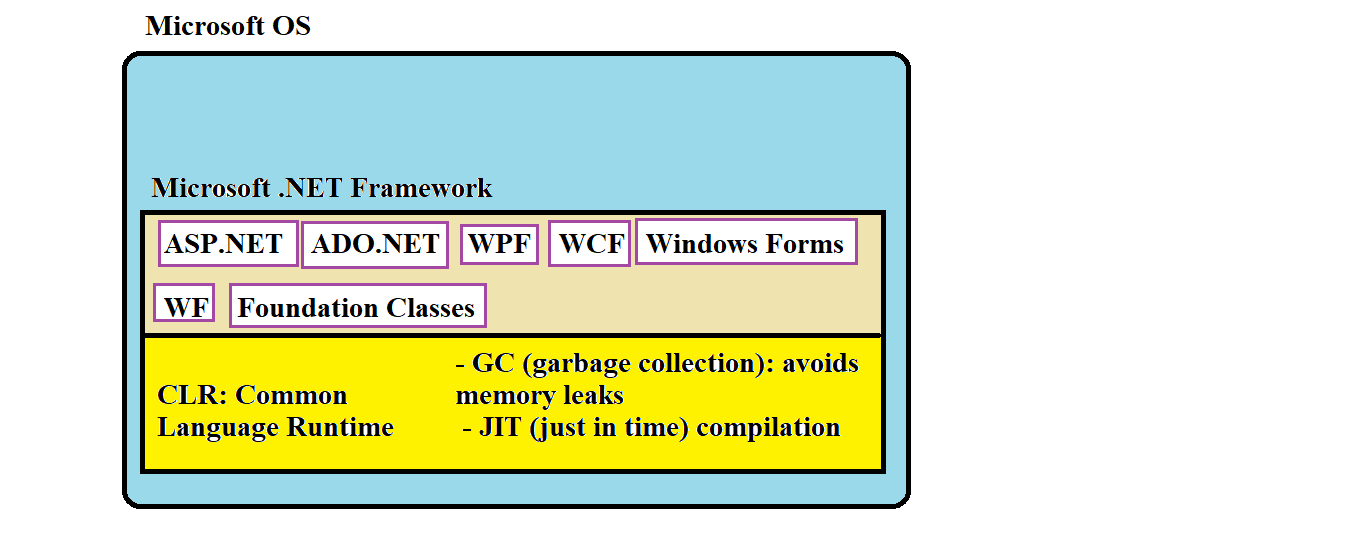 Microsoft OS
Microsoft .NET Framework
ASP.NET ADO.NET WPF WCF Windows Forms
WF Foundation Classes
CLR: Common
Language Runtime
- GC (garbage collection): avoids
memory leaks
- JIT (just in time) compilation